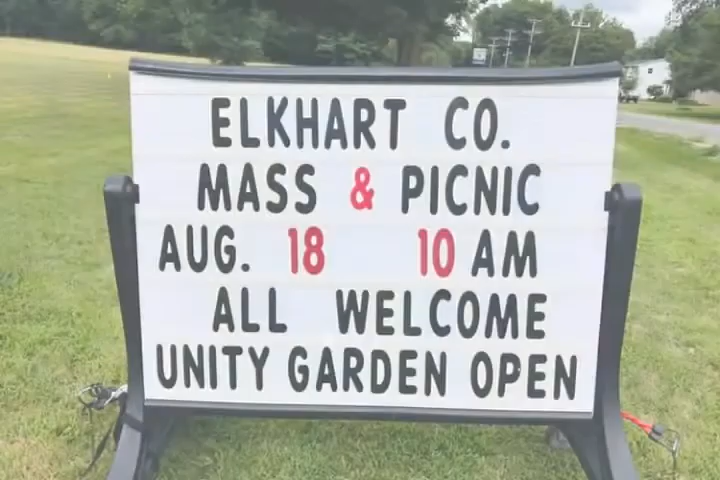 ELKHART CO.
MASS & PICNIC
AUG. 18 10 AM
ALL WELCOME
UNITY GARDEN OPEN